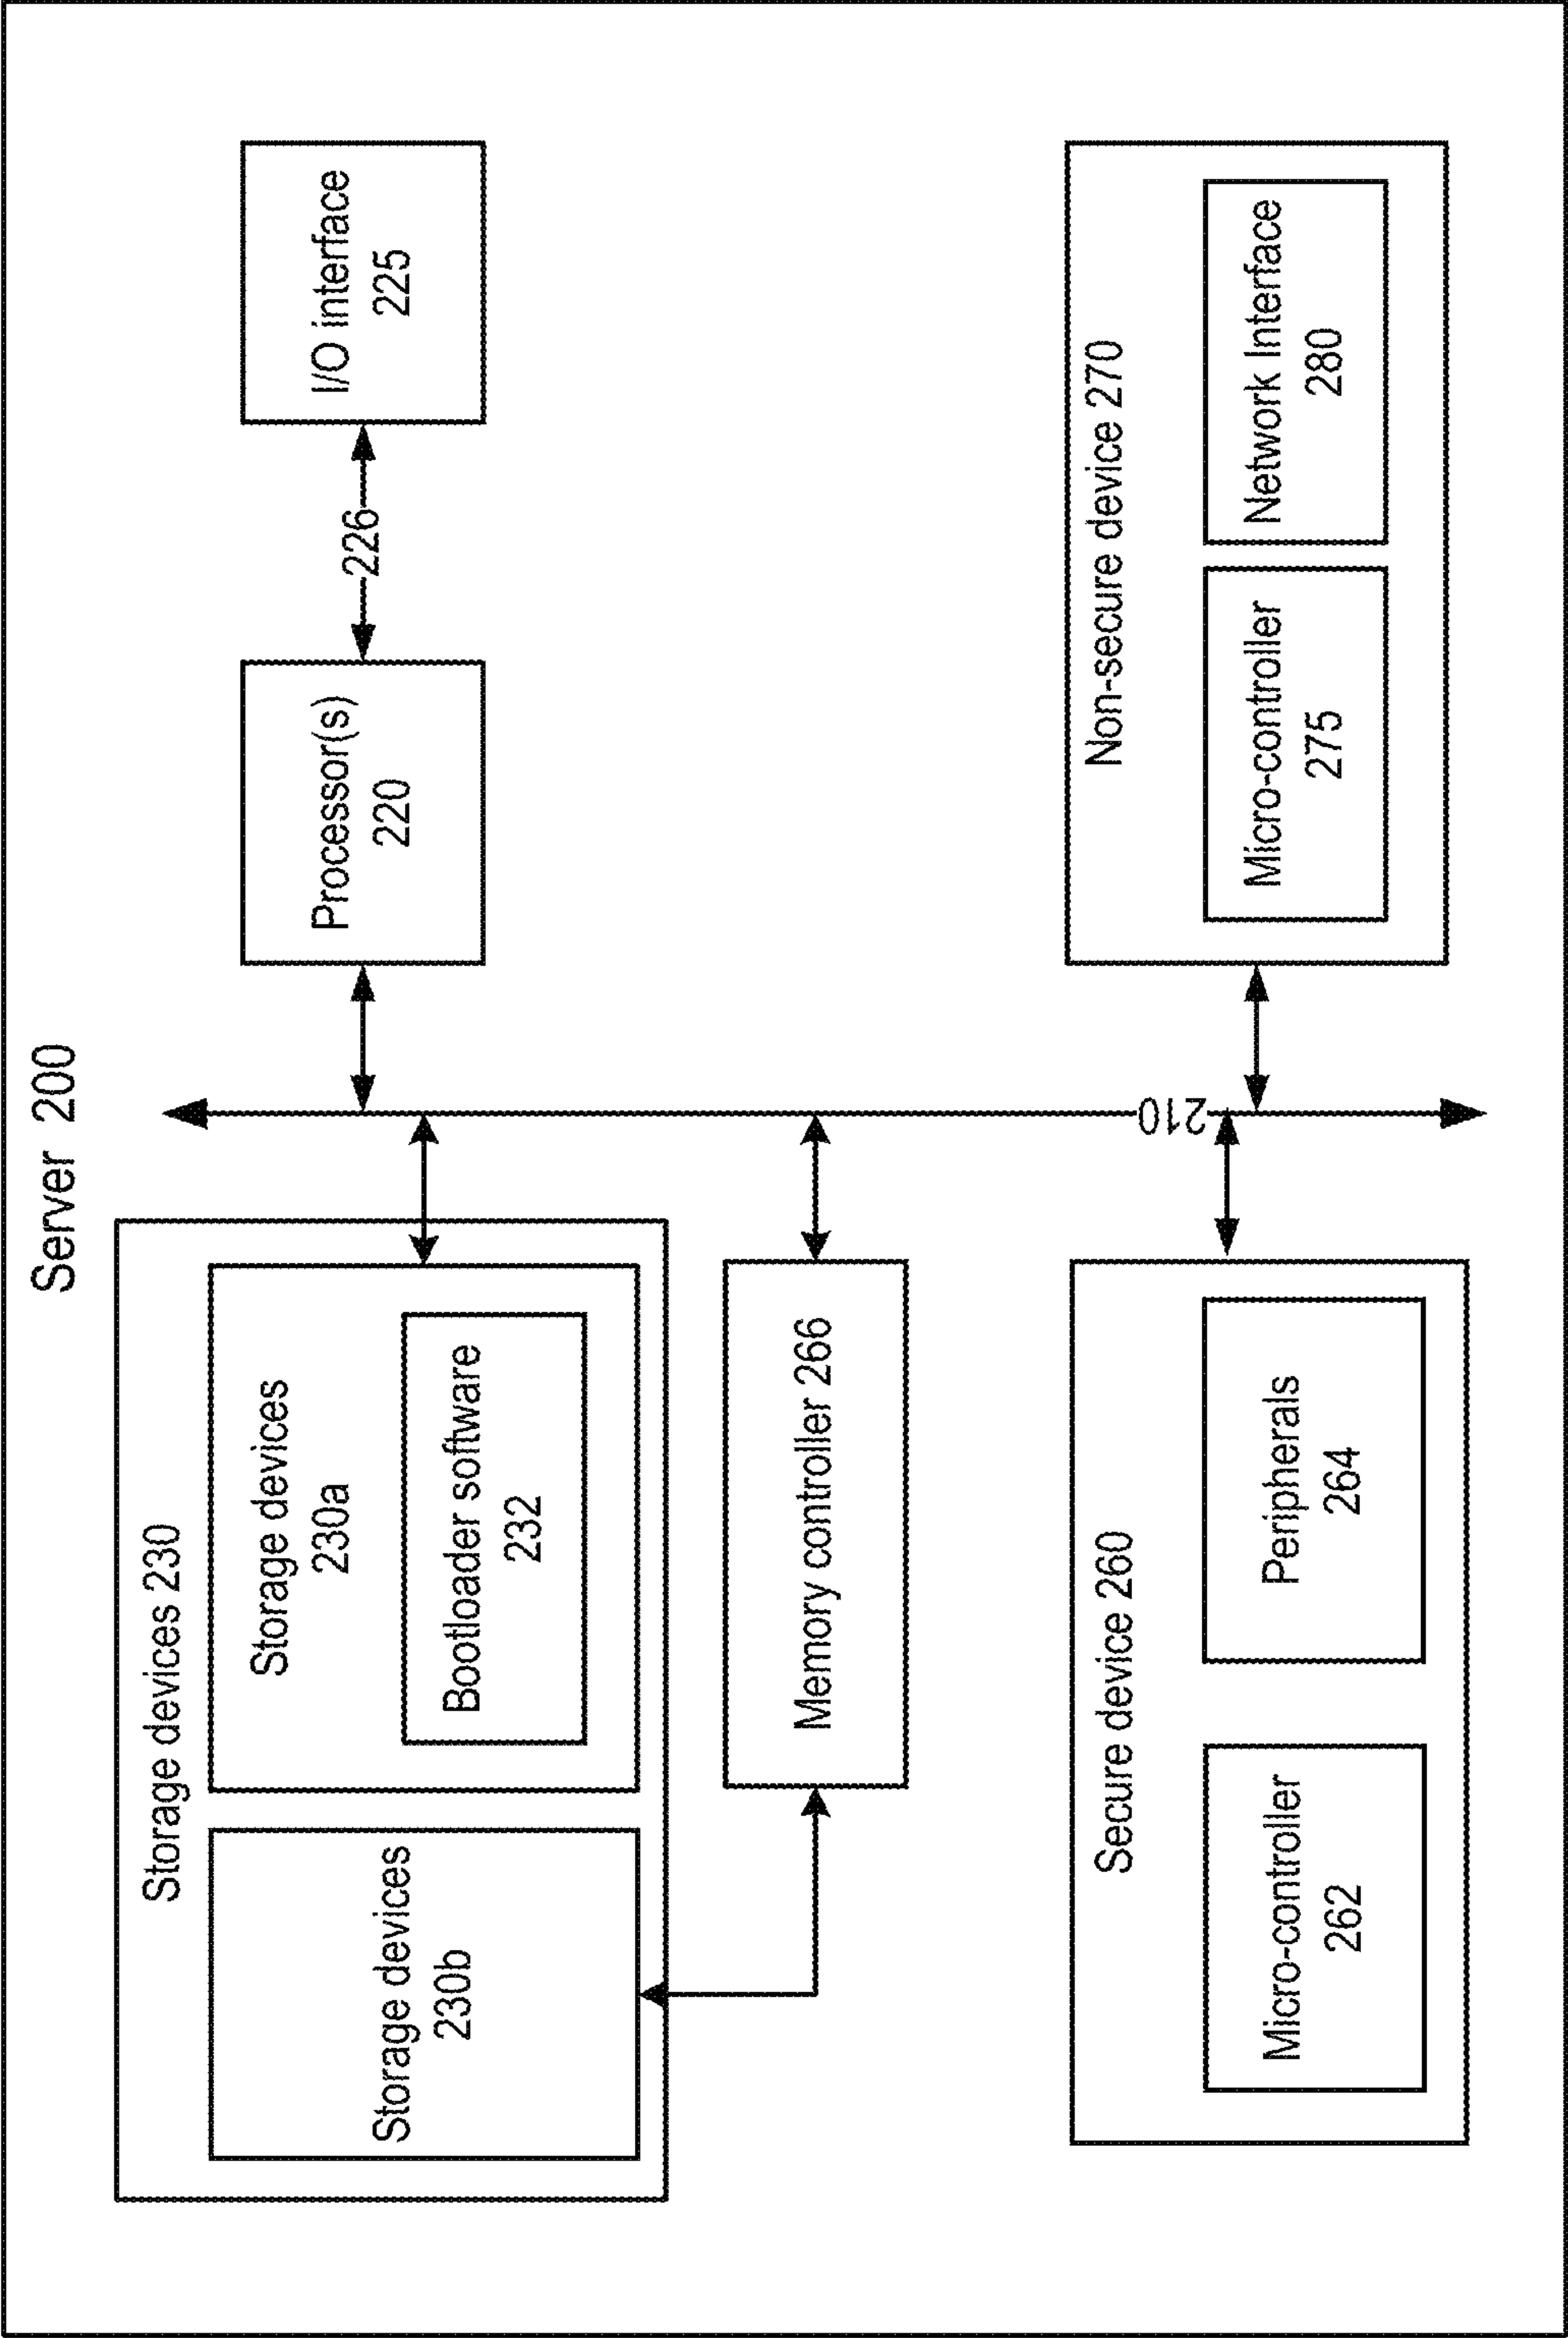 Server 200
Storage devices 230
Storage devices
230b
Storage devices
230a
Bootloader software
232
Processor(s)
220
226
I/O interface
225
Memory controller 266
210
Secure device 260
Micro-controller
262
Peripherals
264
Non-secure device 270
Micro-controller
275
Network Interface
280